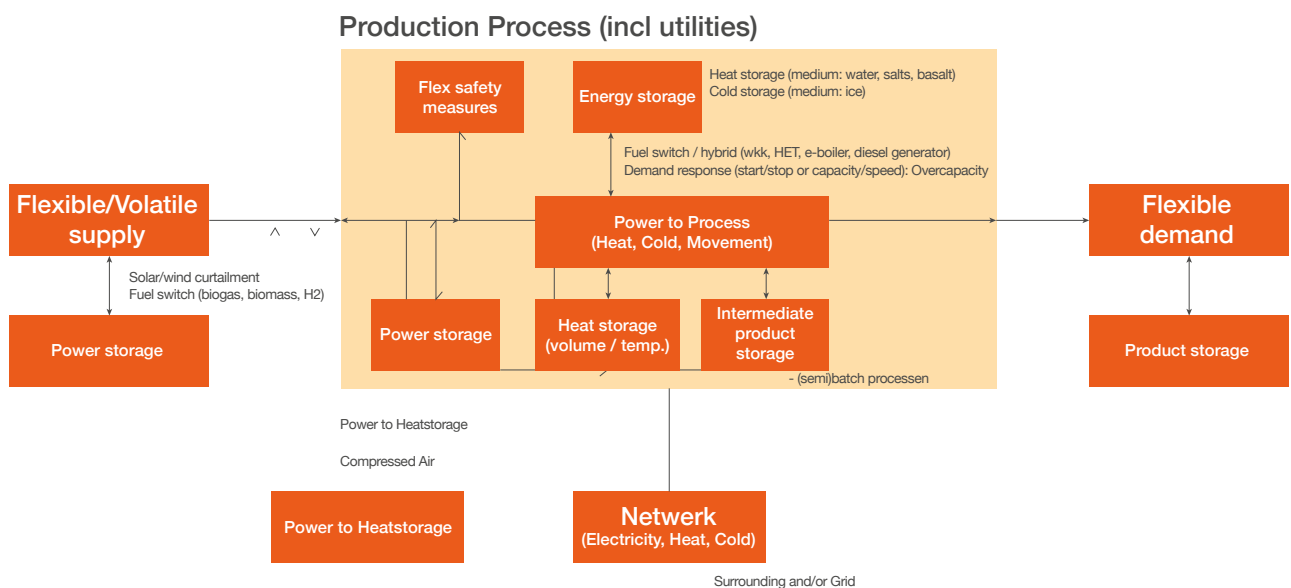 Production Process (incl utilities)
Flex safety
measures
Energy storage
Heat storage (medium: water, salts, basalt)
Cold storage (medium: ice)
Fuel switch / hybrid (wkk, HET, e-boiler, diesel generator)
Demand response (start/stop or capacity/speed): Overcapacity
Flexible/Volatile
supply
Power to Process
(Heat, Cold, Movement)
Flexible
demand
Solar/wind curtailment
Fuel switch (biogas, biomass, H2)
Power storage
Power storage
Heat storage
(volume / temp.)
Intermediate
product
storage
Product storage
- (semi)batch processen
Power to Heatstorage
Compressed Air
Power to Heatstorage
Netwerk
(Electricity, Heat, Cold)
Surrounding and/or Grid